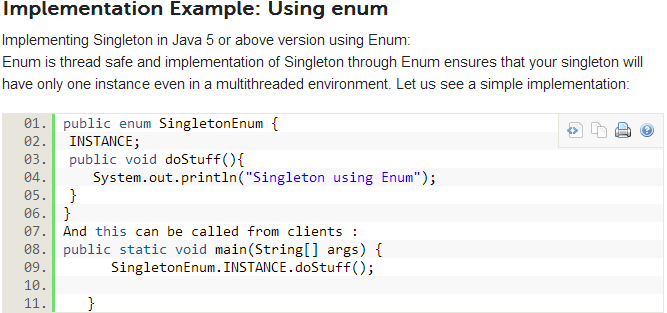 Implementation Example: Using enum
Implementing Singleton in Java 5 or above version using Enum:
Enum is thread safe and implementation of Singleton through Enum ensures that your singleton will
have only one instance even in a multithreaded environment. Let us see a simple implementation:
01. public enum SingletonEnum {
02. INSTANCE;
03. public void doStuff(){
04. System.out.println("Singleton using Enum");
05. }
06. }
07. And this can be called from clients :
08. public static void main(String[] args) {
09. SingletonEnum.INSTANCE.doStuff();
10.
11. }